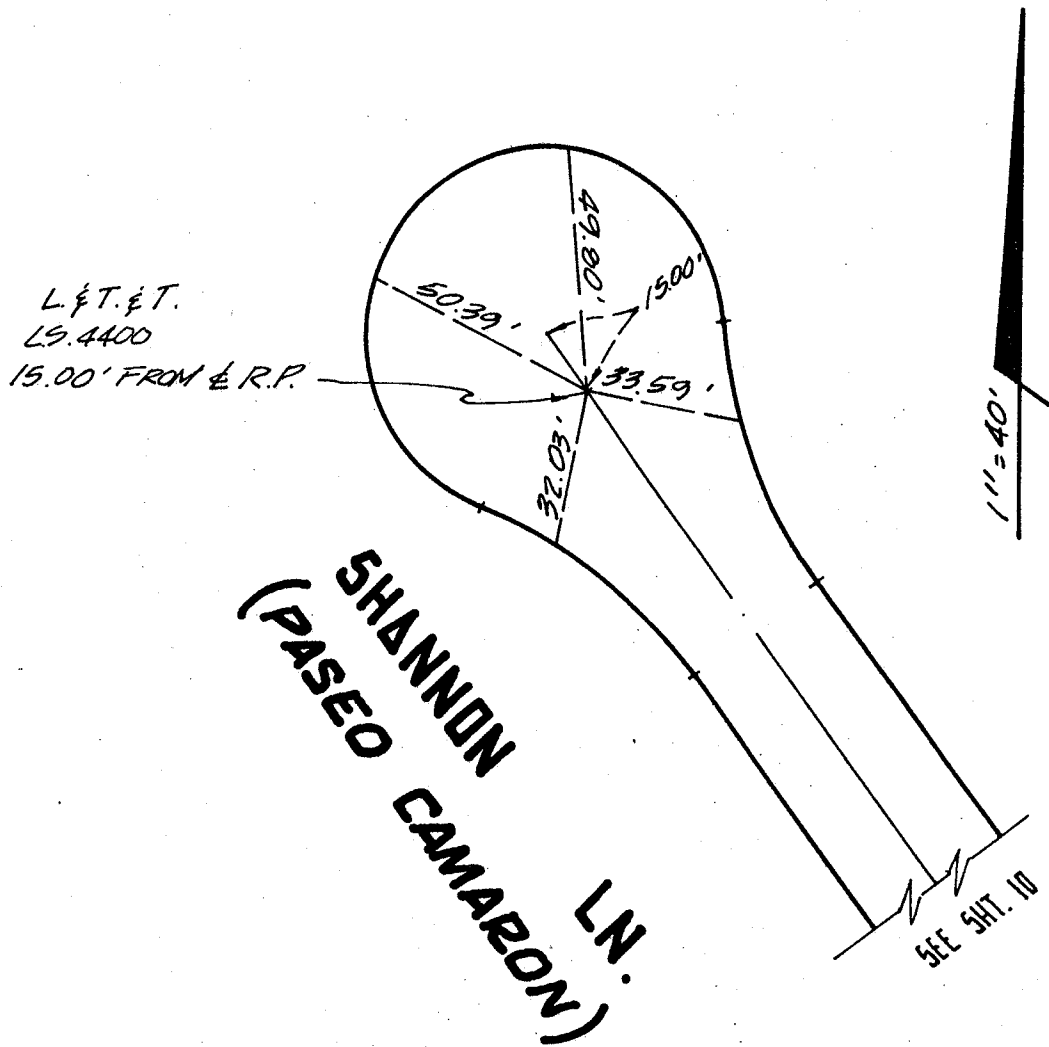 L. & T. & T.
LS. 4400
15.00' FROM ℄ R.P.
50.39'
49.80'
15.00'
33.59'
32.03'
1" = 40'
SHANNON LN.
(PASEO CAMARON)
SEE SHT. 10